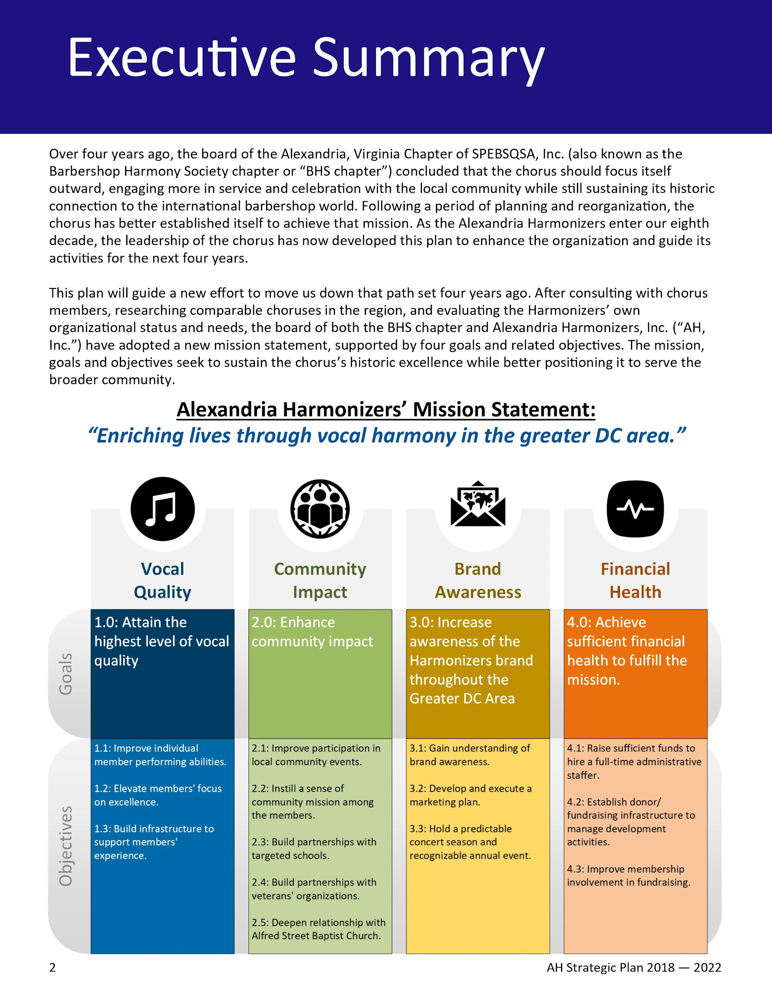 Executive Summary
Over four years ago, the board of the Alexandria, Virginia Chapter of SPEBSQSA, Inc. (also known as the
Barbershop Harmony Society chapter or “BHS chapter”) concluded that the chorus should focus itself
outward, engaging more in service and celebration with the local community while still sustaining its historic
connection to the international barbershop world. Following a period of planning and reorganization, the
chorus has better established itself to achieve that mission. As the Alexandria Harmonizers enter our eighth
decade, the leadership of the chorus has now developed this plan to enhance the organization and guide its
activities for the next four years.
This plan will guide a new effort to move us down that path set four years ago. After consulting with chorus
members, researching comparable choruses in the region, and evaluating the Harmonizers’ own
organizational status and needs, the board of both the BHS chapter and Alexandria Harmonizers, Inc. (“AH,
Inc.”) have adopted a new mission statement, supported by four goals and related objectives. The mission,
goals and objectives seek to sustain the chorus’s historic excellence while better positioning it to serve the
broader community.
Alexandria Harmonizers’ Mission Statement:
“Enriching lives through vocal harmony in the greater DC area.”
Vocal
Quality
Community
Impact
Brand
Awareness
Financial
Health
Goals
1.0: Attain the
highest level of vocal
quality
2.0: Enhance
community impact
3.0: Increase
awareness of the
Harmonizers brand
throughout the
Greater DC Area
4.0: Achieve
sufficient financial
health to fulfill the
mission.
Objectives
1.1: Improve individual
member performing abilities.
1.2: Elevate members' focus
on excellence.
1.3: Build infrastructure to
support members'
experience.
2.1: Improve participation in
local community events.
2.2: Instill a sense of
community mission among
the members.
2.3: Build partnerships with
targeted schools.
2.4: Build partnerships with
veterans' organizations.
2.5: Deepen relationship with
Alfred Street Baptist Church.
3.1: Gain understanding of
brand awareness.
3.2: Develop and execute a
marketing plan.
3.3: Hold a predictable
concert season and
recognizable annual event.
4.1: Raise sufficient funds to
hire a full-time administrative
staffer.
4.2: Establish donor/
fundraising infrastructure to
manage development
activities.
4.3: Improve membership
involvement in fundraising.
2
AH Strategic Plan 2018 — 2022